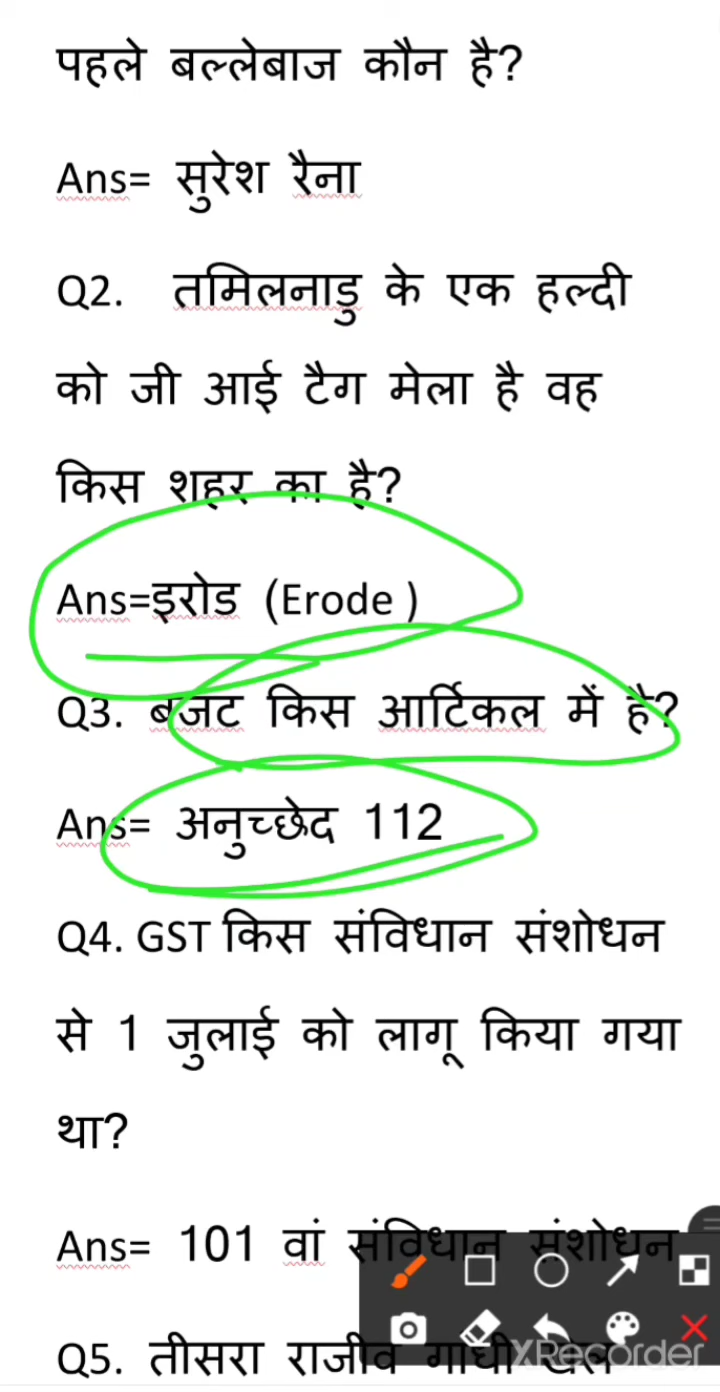 पहले बल्लेबाज कौन है?
Ans= सुरेश रैना
Q2. तमिलनाडु के एक हल्दी
को जी आई टैग मेला है वह
किस शहर का है?
Ans=इरोड (Erode )
Q3. बजट किस आर्टिकल में है?
Ans= अनुच्छेद 112
Q4. GST किस संविधान संशोधन
से 1 जुलाई को लागू किया गया
था?
Ans= 101 वां संविधान संशोधन
Q5. तीसरा राजीव गांधी खेल
XRecorder